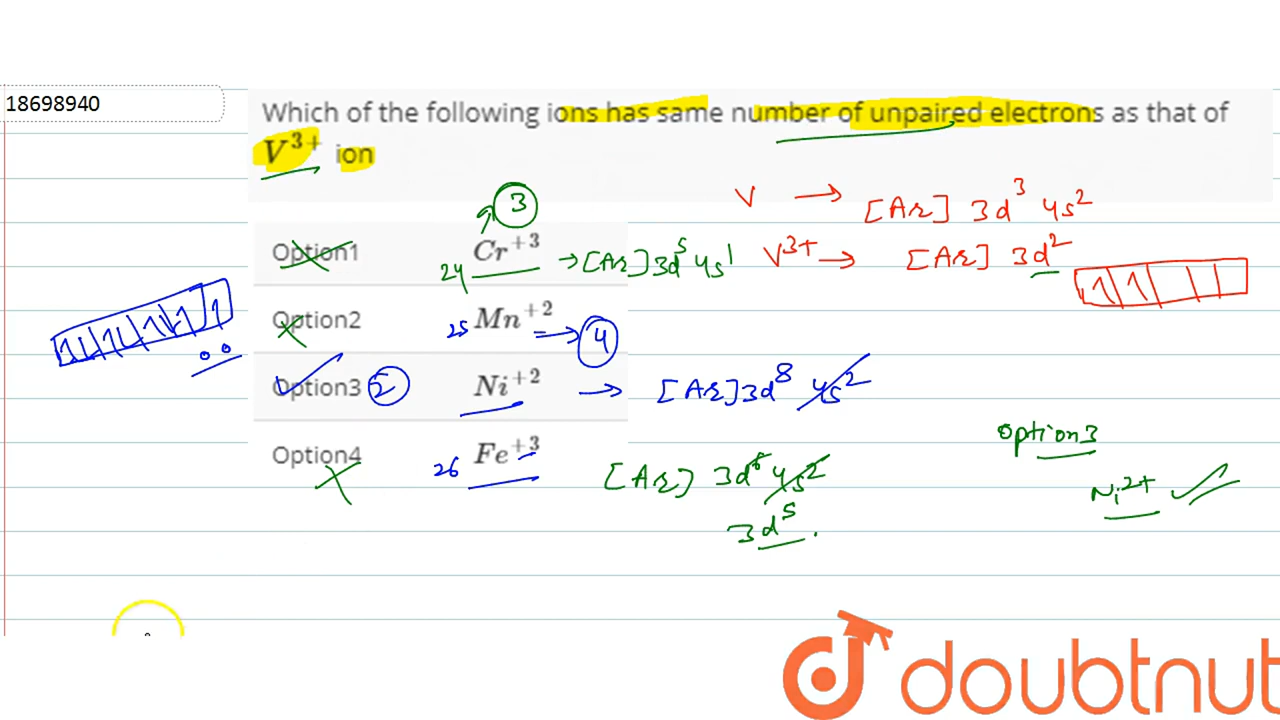 18698940
Which of the following ions has same number of unpaired electrons as that of
V³⁺ ion
V → [Ar] 3d³ 4s²
V³⁺ → [Ar] 3d²
1 1
3
Option1 24 Cr⁺³ → [Ar] 3d⁵ 4s¹
Option2 25 Mn⁺² → 4
Option3 2 Ni⁺² → [Ar] 3d⁸ 4s²
Option4 26 Fe⁺³ [Ar] 3d⁶ 4s²
3d⁵
option3
Ni²⁺
doubtnut